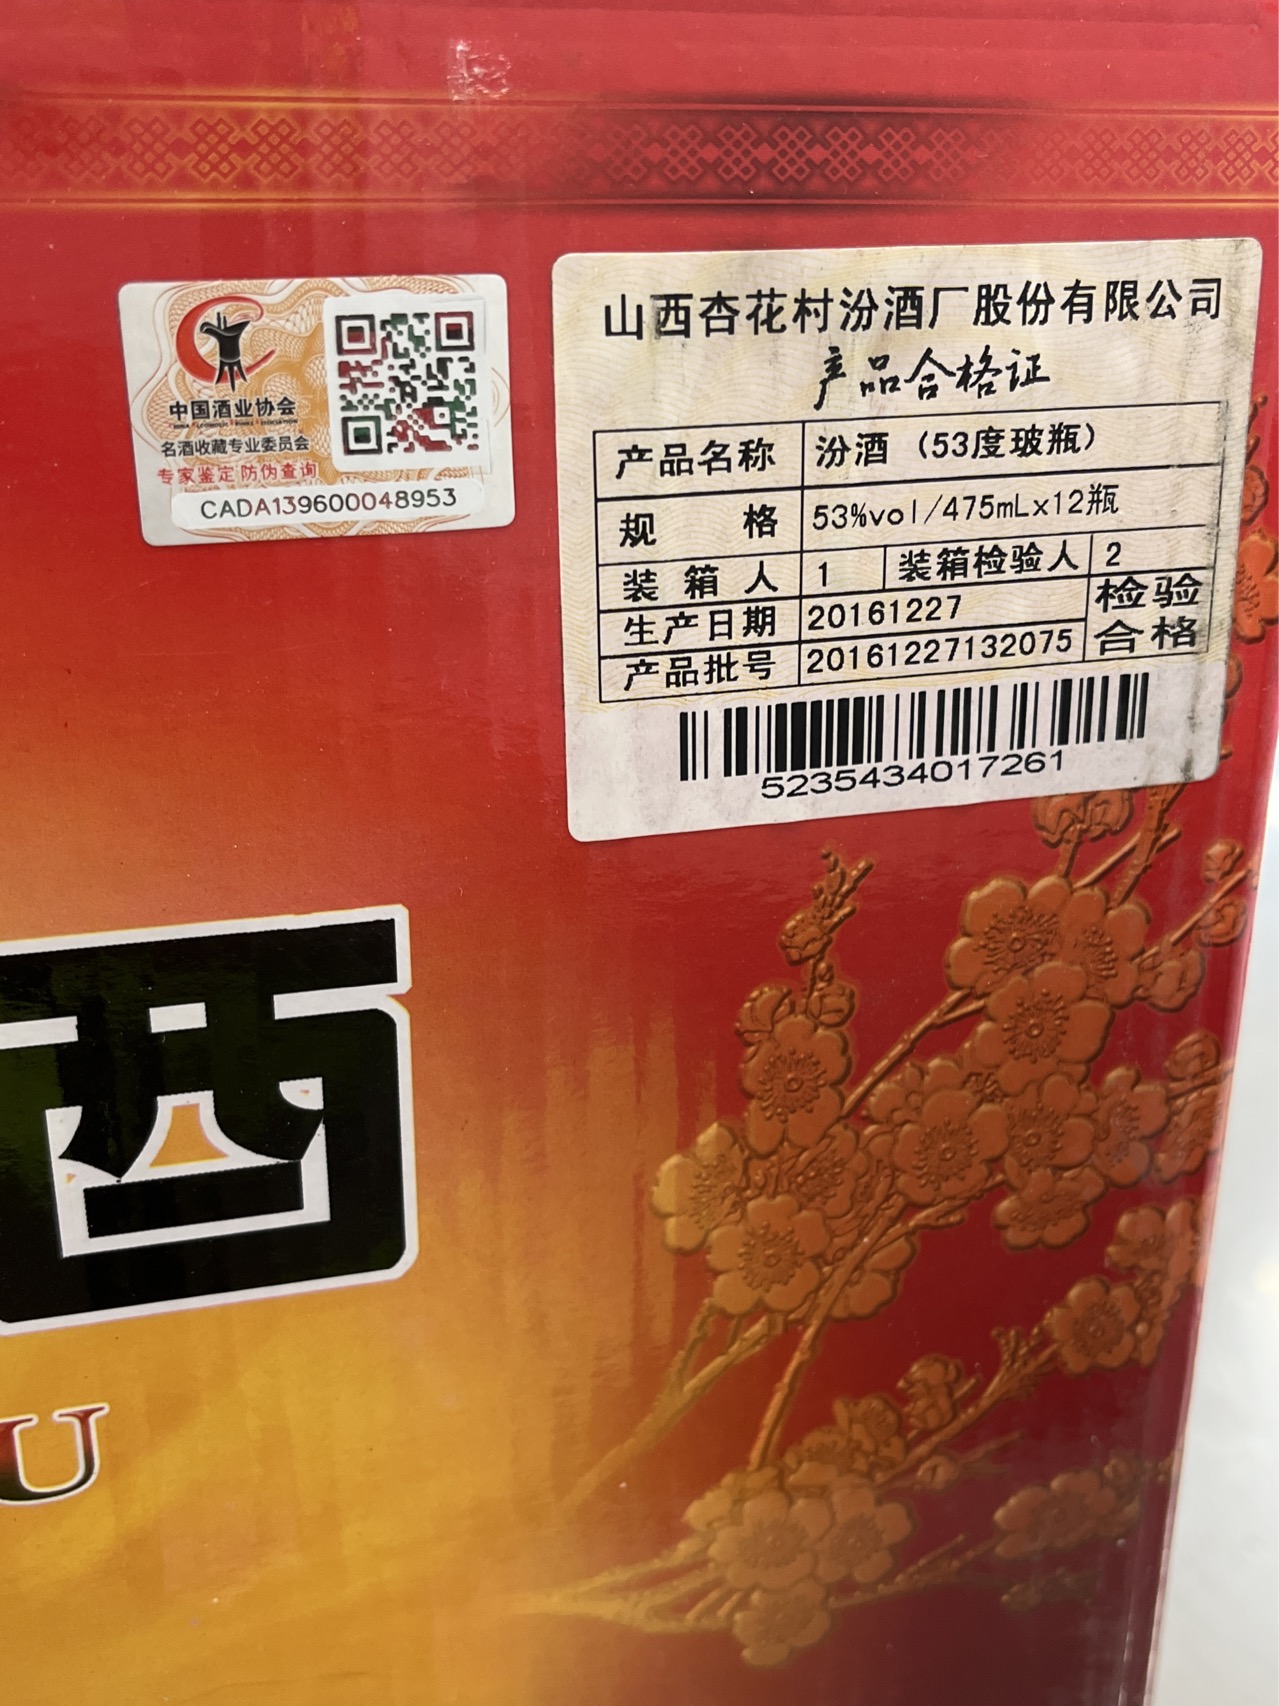 中国酒业协会
名酒收藏专业委员会
专家鉴定 防伪查询
CADA139600048953
山西杏花村汾酒厂股份有限公司
产品合格证
产品名称 汾酒（53度玻瓶）
规格 53%vol/475mLx12瓶
装箱人 1 装箱检验人 2
生产日期 20161227 检验
产品批号 20161227132075 合格
5235434017261
U